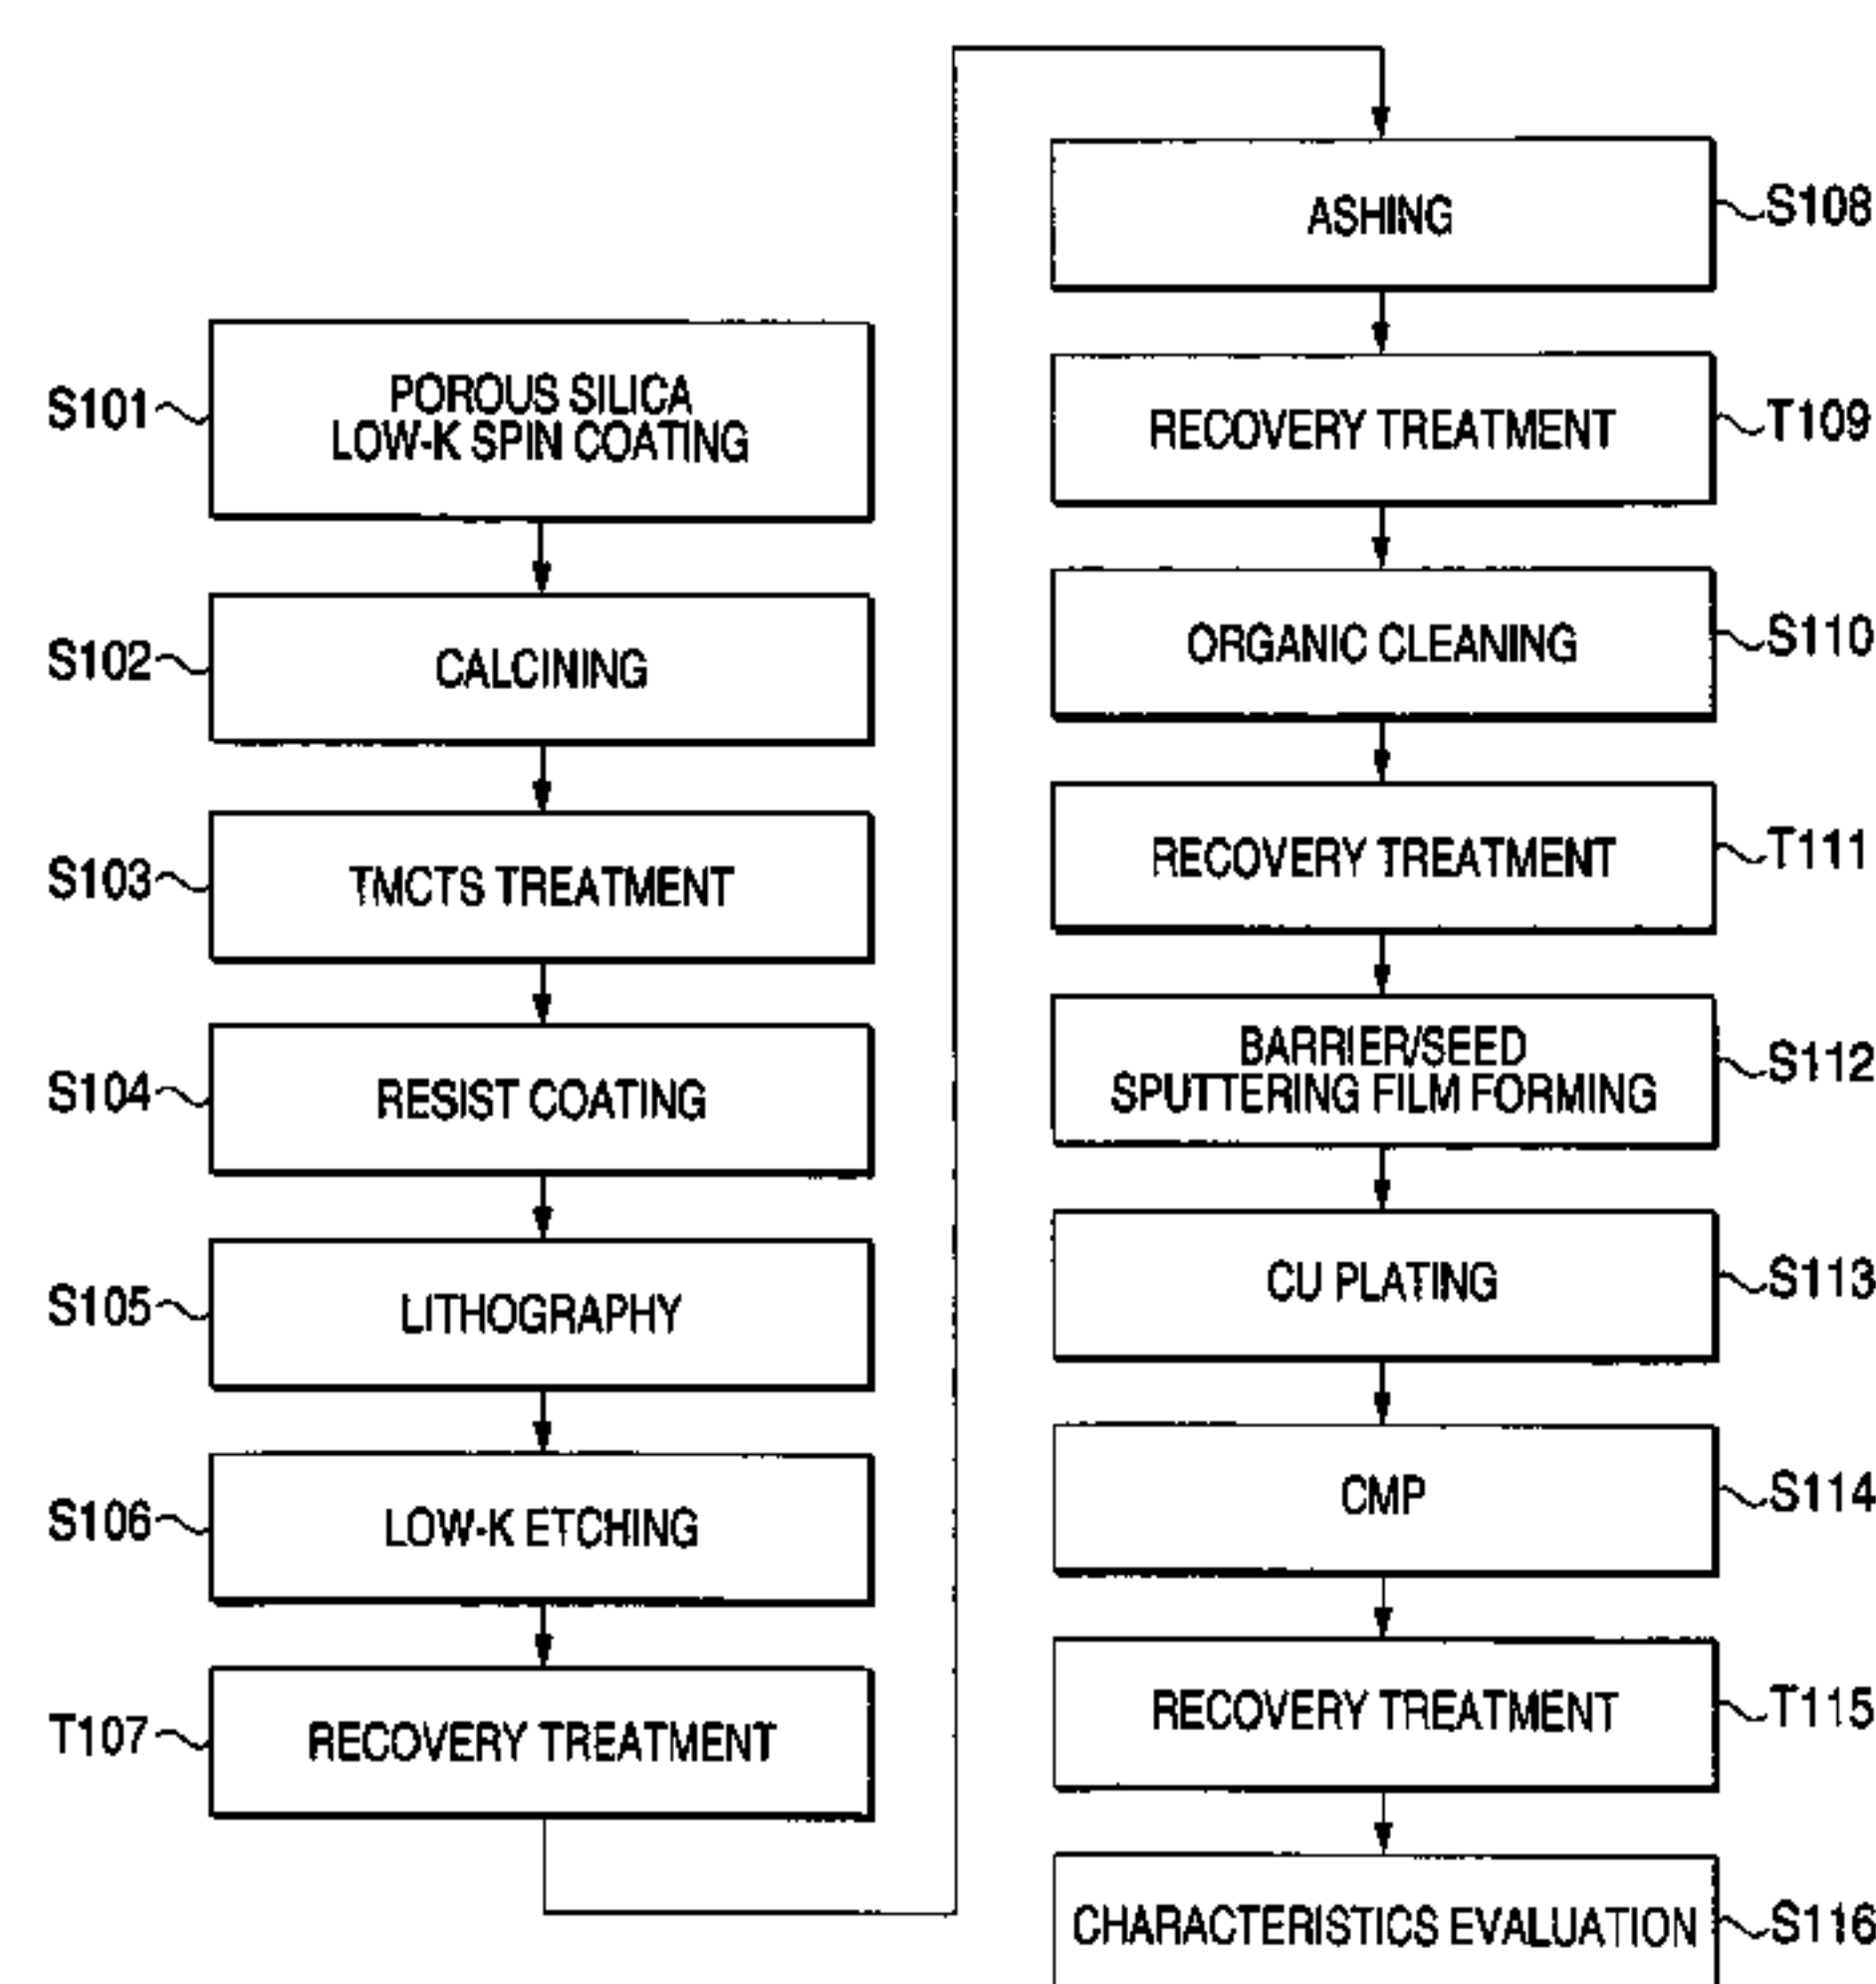 S101
POROUS SILICA
LOW-K SPIN COATING
S102
CALCINING
S103
TMCTS TREATMENT
S104
RESIST COATING
S105
LITHOGRAPHY
S106
LOW-K ETCHING
T107
RECOVERY TREATMENT
ASHING
S108
RECOVERY TREATMENT
T109
ORGANIC CLEANING
S110
RECOVERY TREATMENT
T111
BARRIER/SEED
SPUTTERING FILM FORMING
S112
CU PLATING
S113
CMP
S114
RECOVERY TREATMENT
T115
CHARACTERISTICS EVALUATION
S116